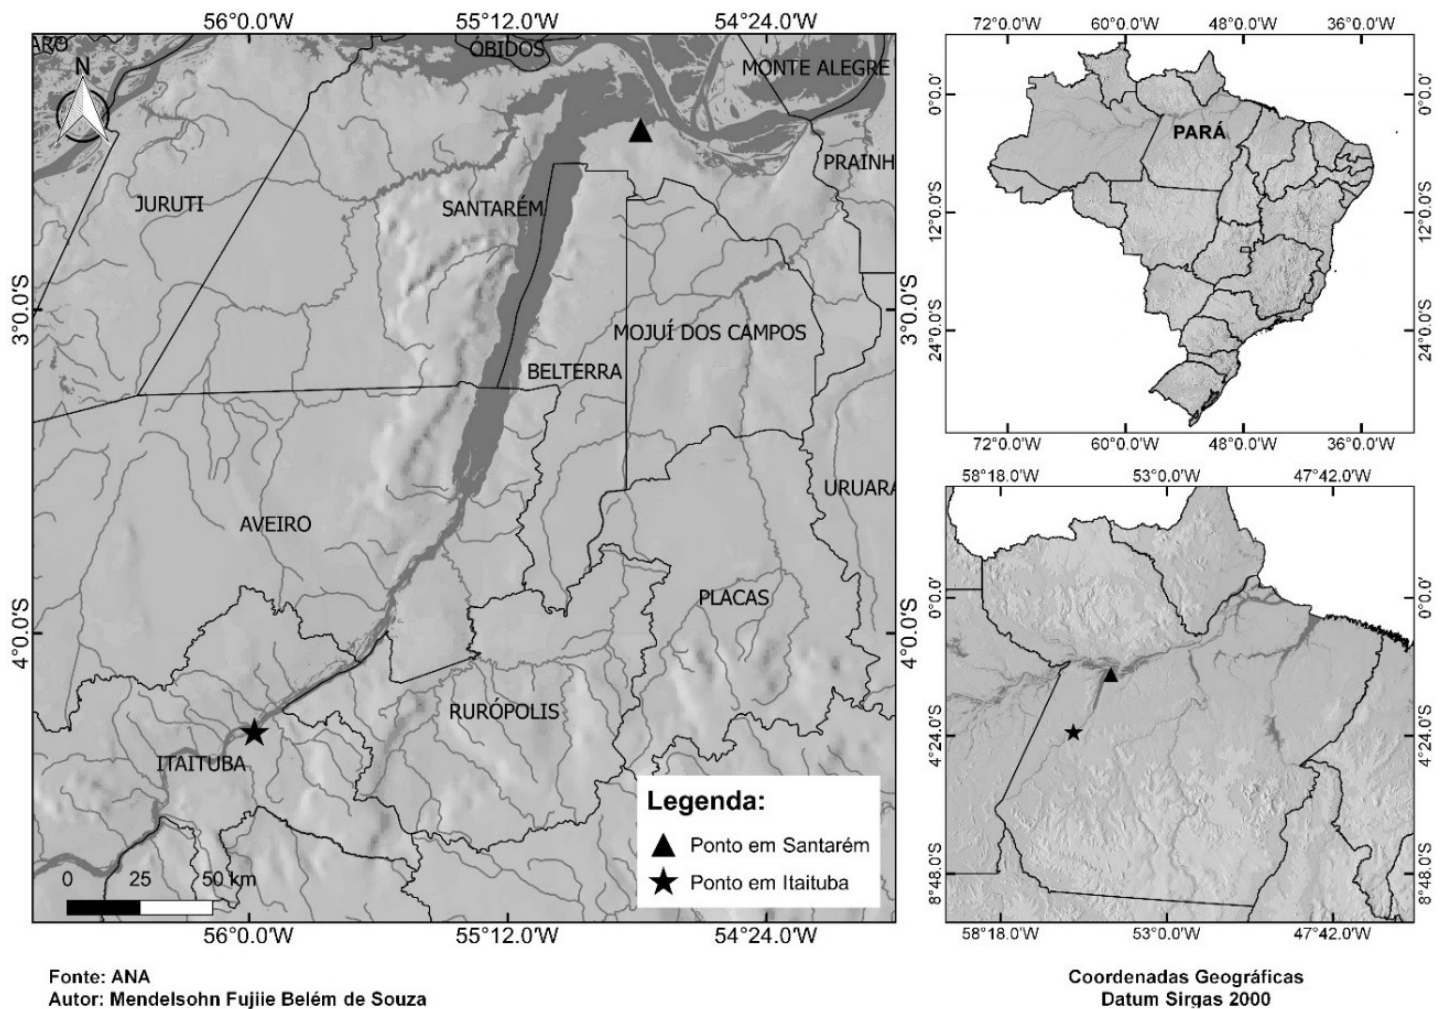 56°0.0'W 55°12.0'W 54°24.0'W
ARO
N
ÓBIDOS
MONTE ALEGRE
PRAINH
JURUTI
SANTARÉM
3°0.0'S
3°0.0'S
MOJUÍ DOS CAMPOS
BELTERRA
URUARA
AVEIRO
PLACAS
4°0.0'S
4°0.0'S
RURÓPOLIS
ITAITUBA
Legenda:
Ponto em Santarém
Ponto em Itaituba
0 25 50 km
56°0.0'W 55°12.0'W 54°24.0'W
72°0.0'W 60°0.0'W 48°0.0'W 36°0.0'W
0°0.0'
0°0.0'
PARÁ
12°0.0'S
12°0.0'S
24°0.0'S
24°0.0'S
72°0.0'W 60°0.0'W 48°0.0'W 36°0.0'W
58°18.0'W 53°0.0'W 47°42.0'W
0°0.0'
0°0.0'
4°24.0'S
4°24.0'S
8°48.0'S
8°48.0'S
58°18.0'W 53°0.0'W 47°42.0'W
Fonte: ANA
Autor: Mendelsohn Fujiie Belém de Souza
Coordenadas Geográficas
Datum Sirgas 2000